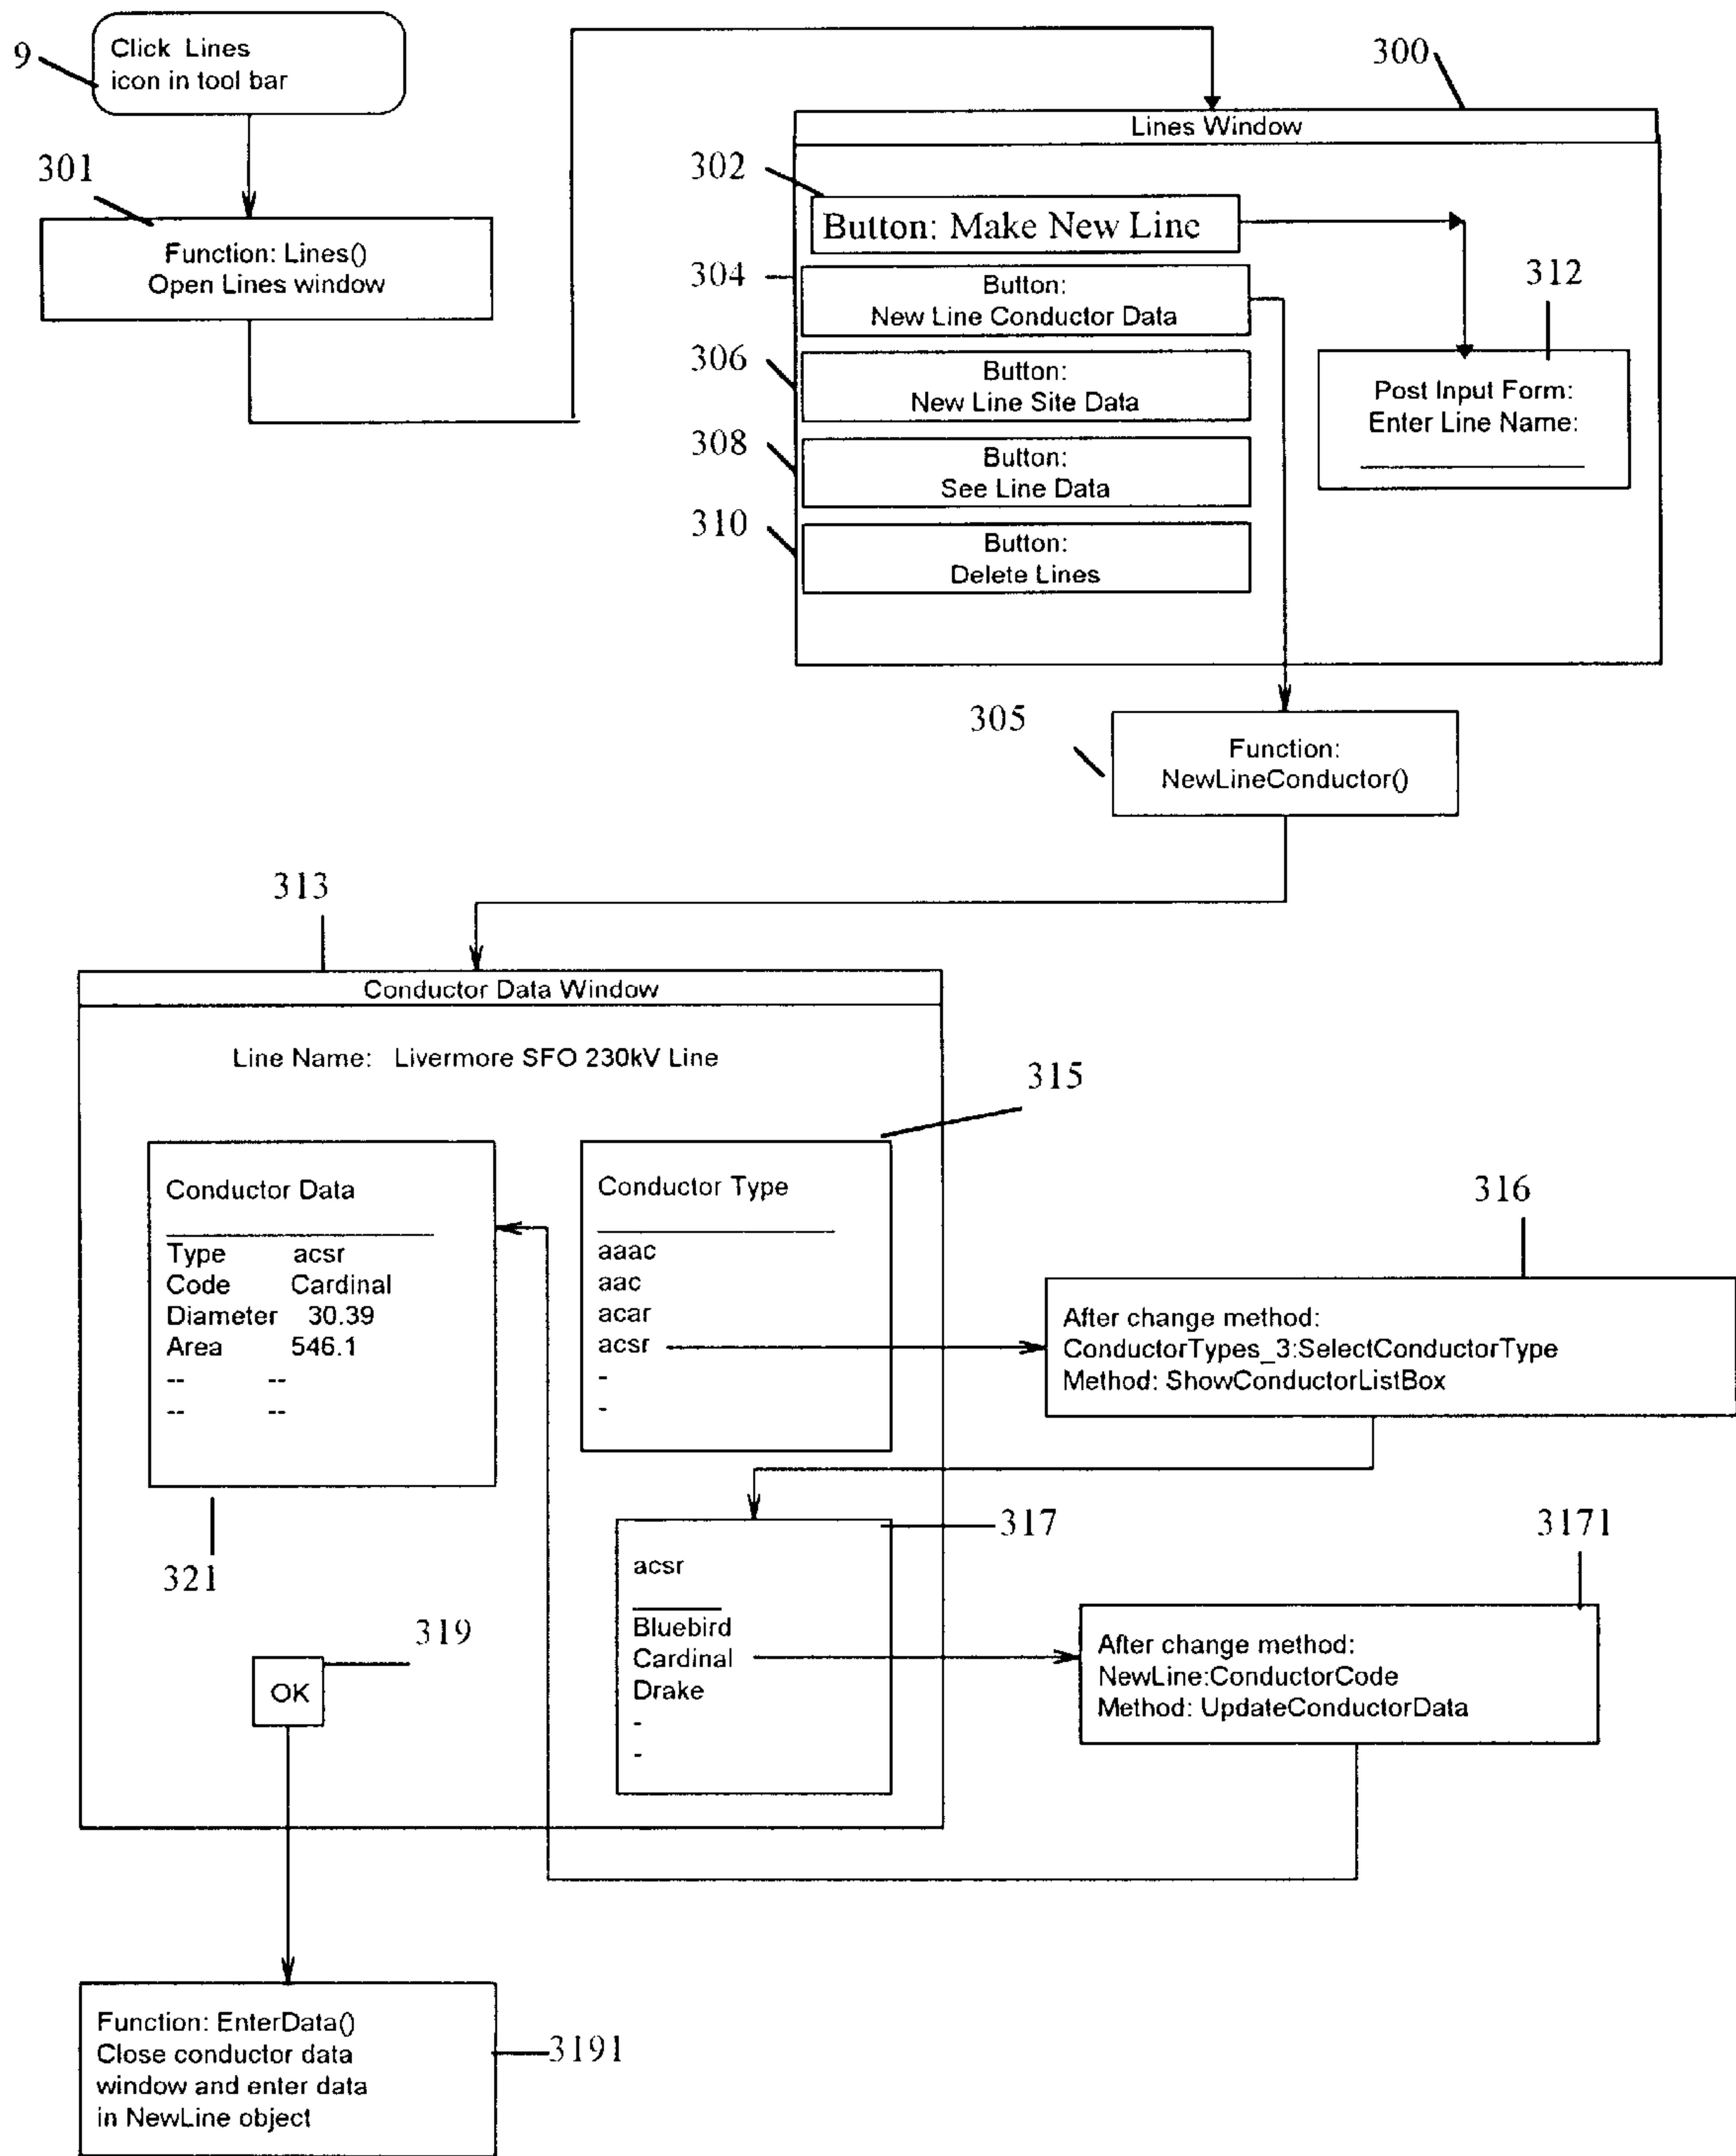 9
Click Lines
icon in tool bar
301
Function: Lines()
Open Lines window
300
Lines Window
302
Button: Make New Line
304
Button:
New Line Conductor Data
306
Button:
New Line Site Data
308
Button:
See Line Data
310
Button:
Delete Lines
312
Post Input Form:
Enter Line Name:
305
Function:
NewLineConductor()
313
Conductor Data Window
Line Name: Livermore SFO 230kV Line
315
Conductor Data
Type acsr
Code Cardinal
Diameter 30.39
Area 546.1
-- --
-- --
321
Conductor Type
aaac
aac
acar
acsr
-
-
316
After change method:
ConductorTypes_3:SelectConductorType
Method: ShowConductorListBox
317
acsr
Bluebird
Cardinal
Drake
-
-
3171
After change method:
NewLine:ConductorCode
Method: UpdateConductorData
319
OK
Function: EnterData()
Close conductor data
window and enter data
in NewLine object
3191